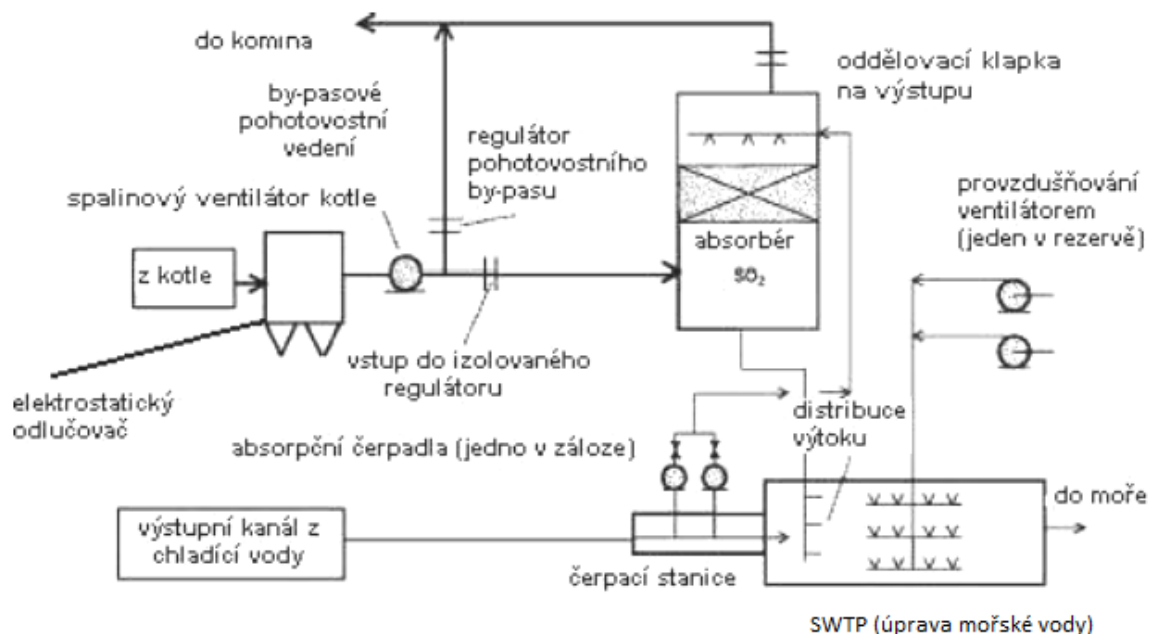 do komína
oddělovací klapka
na výstupu
by-pasové
pohotovostní
vedení
regulátor
pohotovostního
by-pasu
provzdušňování
ventilátorem
(jeden v rezervě)
spalinový ventilátor kotle
z kotle
absorbér
SO₂
vstup do izolovaného
regulátoru
elektrostatický
odlučovač
distribuce
výtoku
absorpční čerpadla (jedno v záloze)
do moře
výstupní kanál z
chladící vody
čerpací stanice
SWTP (úprava mořské vody)